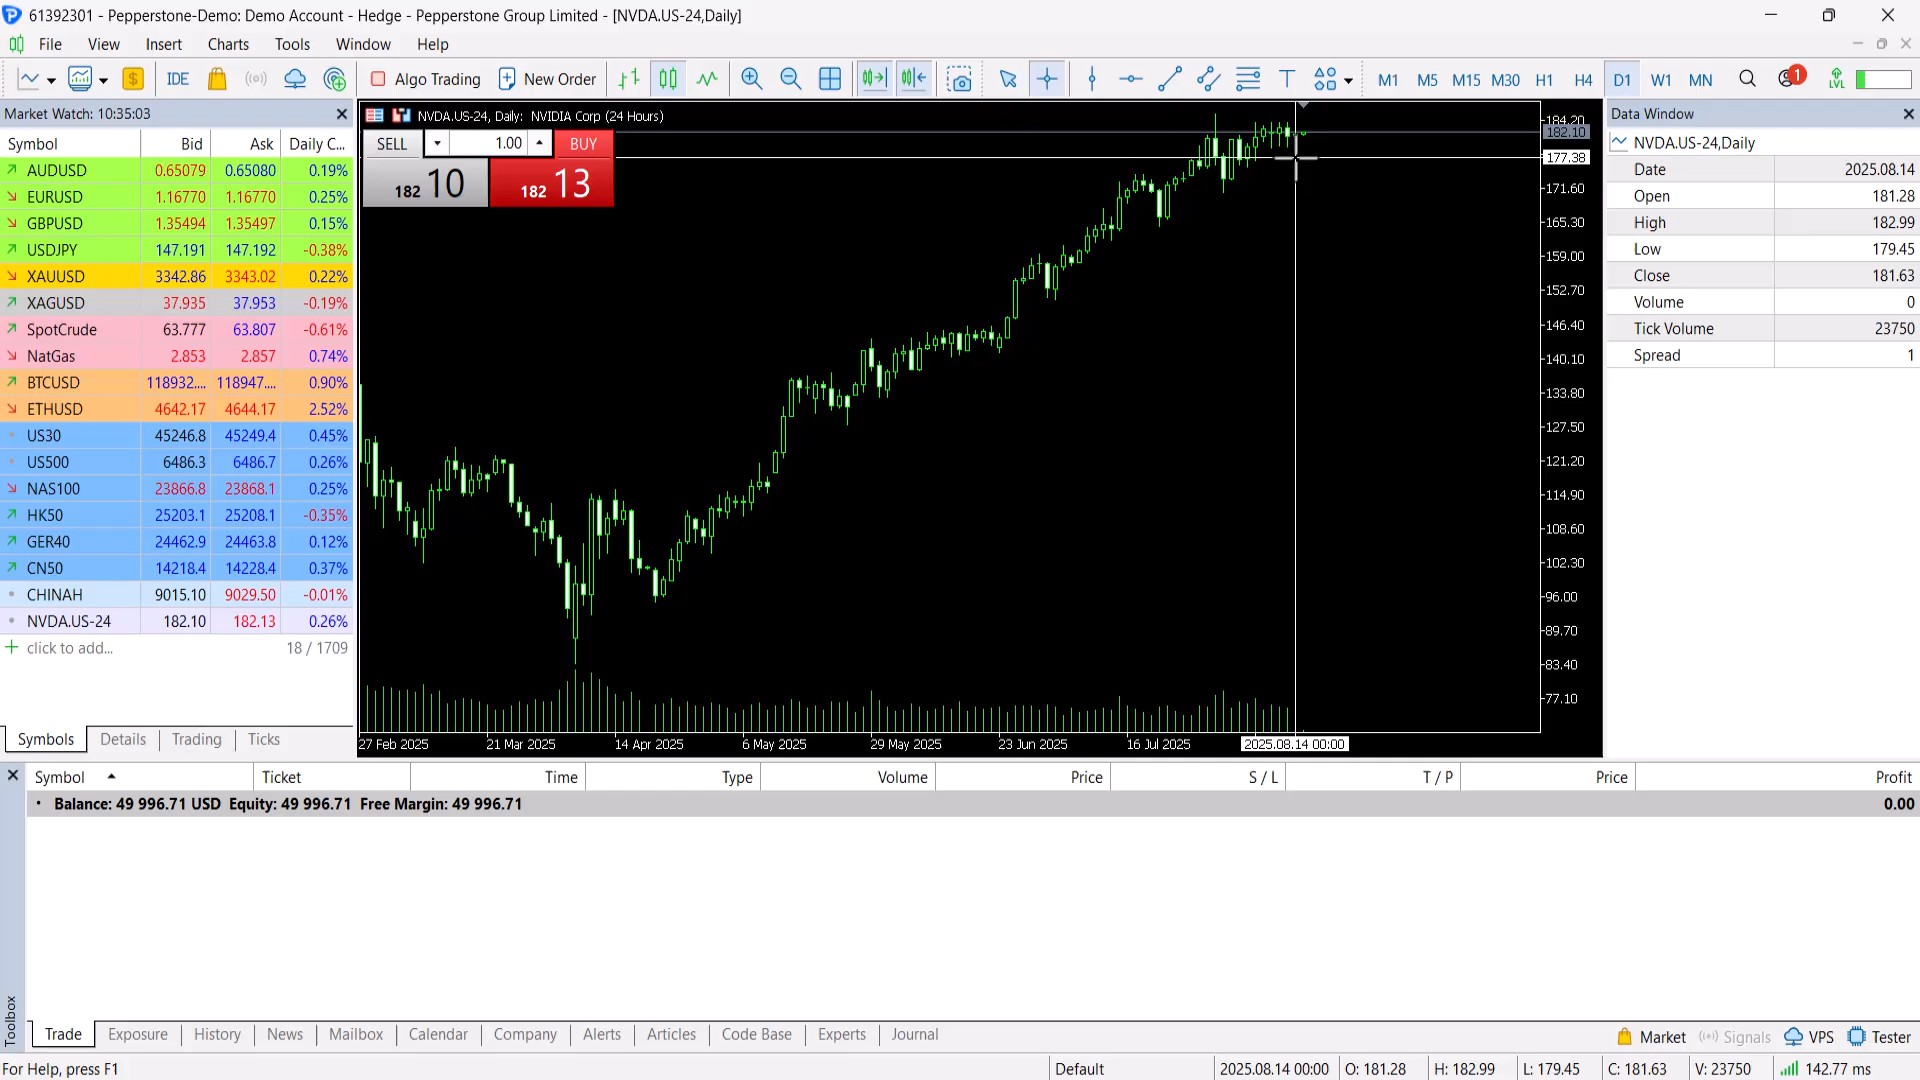 61392301 - Pepperstone-Demo: Demo Account - Hedge - Pepperstone Group Limited - [NVDA.US-24,Daily]
File View Insert Charts Tools Window Help
IDE Algo Trading New Order M1 M5 M15 M30 H1 H4 D1 W1 MN 1 LVL
Market Watch: 10:35:03
Symbol Bid Ask Daily C...
AUDUSD 0.65079 0.65080 0.19%
EURUSD 1.16770 1.16770 0.25%
GBPUSD 1.35494 1.35497 0.15%
USDJPY 147.191 147.192 -0.38%
XAUUSD 3342.86 3343.02 0.22%
XAGUSD 37.935 37.953 -0.19%
SpotCrude 63.777 63.807 -0.61%
NatGas 2.853 2.857 0.74%
BTCUSD 118932.... 118947.... 0.90%
ETHUSD 4642.17 4644.17 2.52%
US30 45246.8 45249.4 0.45%
US500 6486.3 6486.7 0.26%
NAS100 23866.8 23868.1 0.25%
HK50 25203.1 25208.1 -0.35%
GER40 24462.9 24463.8 0.12%
CN50 14218.4 14228.4 0.37%
CHINAH 9015.10 9029.50 -0.01%
NVDA.US-24 182.10 182.13 0.26%
click to add... 18 / 1709
Symbols Details Trading Ticks
NVDA.US-24, Daily: NVIDIA Corp (24 Hours)
SELL 1.00 BUY
182 10 182 13
184.20
182.10
177.38
171.60
165.30
159.00
152.70
146.40
140.10
133.80
127.50
121.20
114.90
108.60
102.30
96.00
89.70
83.40
77.10
27 Feb 2025 21 Mar 2025 14 Apr 2025 6 May 2025 29 May 2025 23 Jun 2025 16 Jul 2025 2025.08.14 00:00
Data Window
NVDA.US-24,Daily
Date 2025.08.14
Open 181.28
High 182.99
Low 179.45
Close 181.63
Volume 0
Tick Volume 23750
Spread 1
Symbol Ticket Time Type Volume Price S / L T / P Price Profit
Balance: 49 996.71 USD Equity: 49 996.71 Free Margin: 49 996.71 0.00
Toolbox
Trade Exposure History News Mailbox Calendar Company Alerts Articles Code Base Experts Journal Market Signals VPS Tester
For Help, press F1 Default 2025.08.14 00:00 O: 181.28 H: 182.99 L: 179.45 C: 181.63 V: 23750 142.77 ms